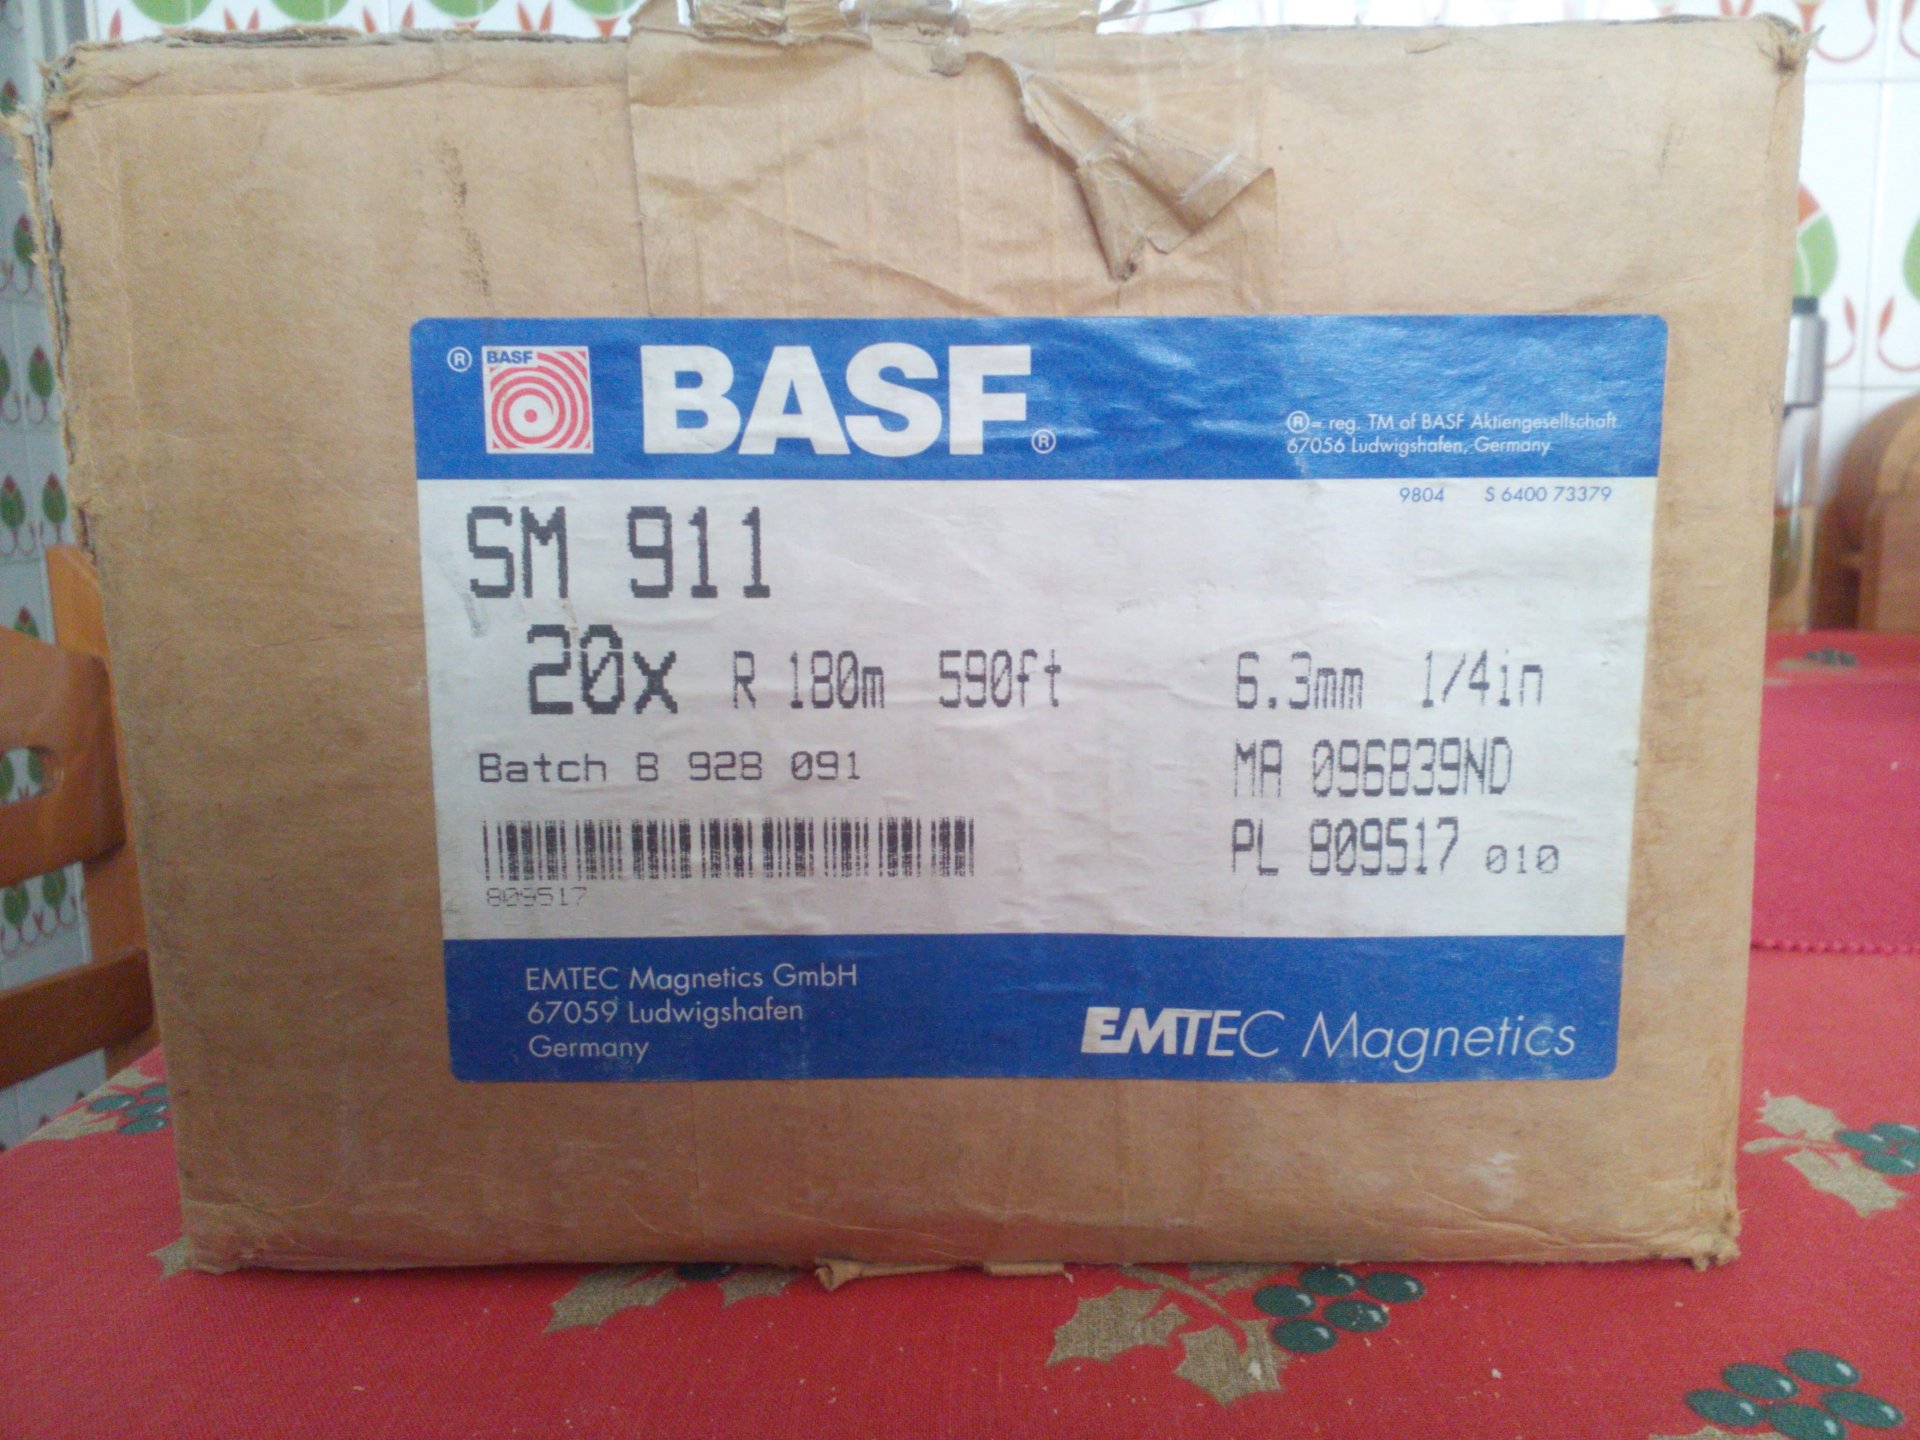 ® BASF BASF®
®= reg. TM of BASF Aktiengesellschaft
67056 Ludwigshafen, Germany
9804 S 6400 73379
SM 911
20x R 180m 590ft 6.3mm 1/4in
Batch B 928 091
MA 096839ND
PL 809517 010
809517
EMTEC Magnetics GmbH
67059 Ludwigshafen
Germany
EMTEC Magnetics